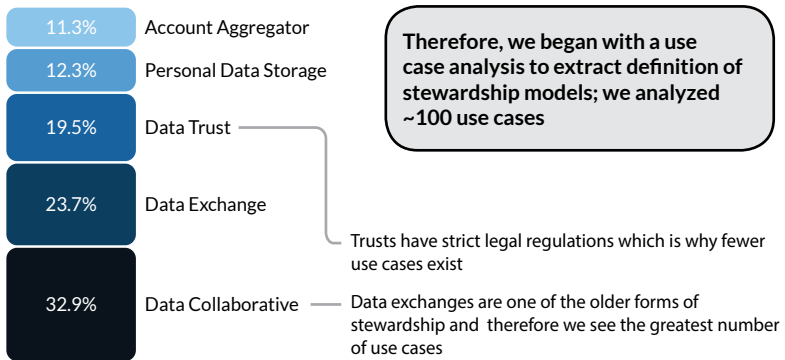 11.3%
Account Aggregator
12.3%
Personal Data Storage
19.5%
Data Trust
23.7%
Data Exchange
32.9%
Data Collaborative
Therefore, we began with a use
case analysis to extract definition of
stewardship models; we analyzed
~100 use cases
Trusts have strict legal regulations which is why fewer
use cases exist
Data exchanges are one of the older forms of
stewardship and therefore we see the greatest number
of use cases